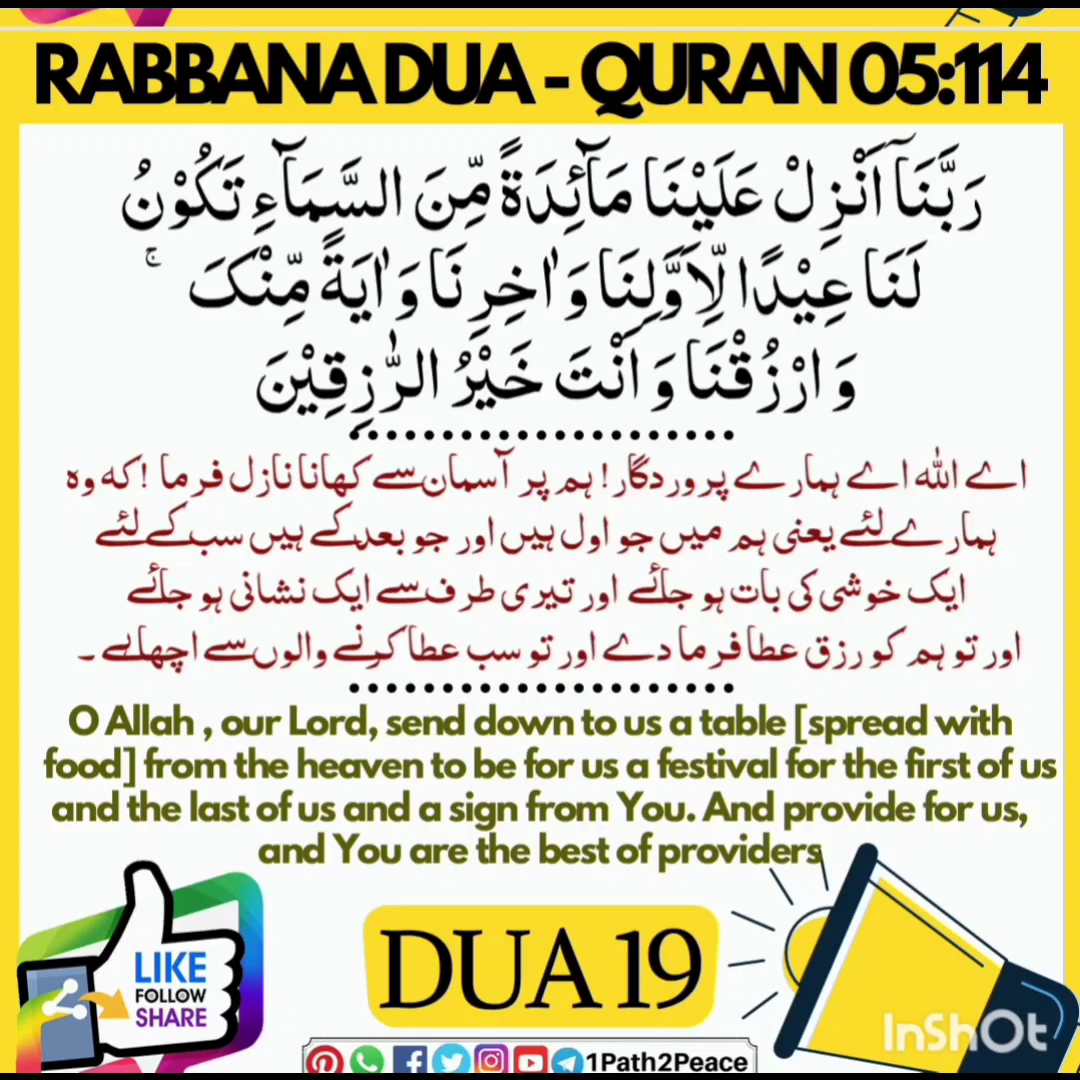 RABBANA DUA - QURAN 05:114
رَبَّنَآ اَنْزِلْ عَلَيْنَا مَآئِدَةً مِّنَ السَّمَآءِ تَكُوْنُ
لَنَا عِيْدًا لِّاَوَّلِنَا وَ اٰخِرِنَا وَ اٰيَةً مِّنْكَ ۚ
وَ ارْزُقْنَا وَ اَنْتَ خَيْرُ الرّٰزِقِيْنَ
اے اللہ اے ہمارے پروردگار! ہم پر آسمان سے کھانا نازل فرما ! کہ وہ
ہمارے لئے یعنی ہم میں جو اول ہیں اور جو بعد کے ہیں سب کے لئے
ایک خوشی کی بات ہو جائے اور تیری طرف سے ایک نشانی ہو جائے
اور تو ہم کو رزق عطا فرما دے اور تو سب عطا کرنے والوں سے اچھا ہے ۔
O Allah , our Lord, send down to us a table [spread with
food] from the heaven to be for us a festival for the first of us
and the last of us and a sign from You. And provide for us,
and You are the best of providers
LIKE
FOLLOW
SHARE
DUA 19
InShOt
1Path2Peace